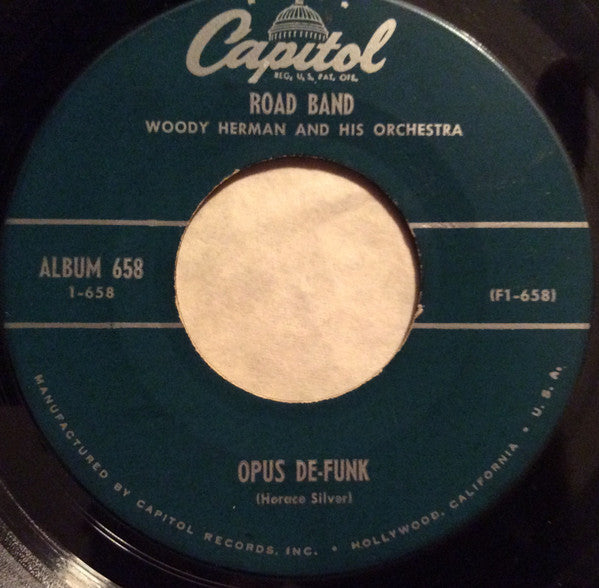 Capitol
REG. U. S. PAT. OFF.
ROAD BAND
WOODY HERMAN AND HIS ORCHESTRA
ALBUM 658
1-658
(F1-658)
OPUS DE-FUNK
(Horace Silver)
MANUFACTURED BY CAPITOL RECORDS, INC. • HOLLYWOOD, CALIFORNIA • U. S. A.